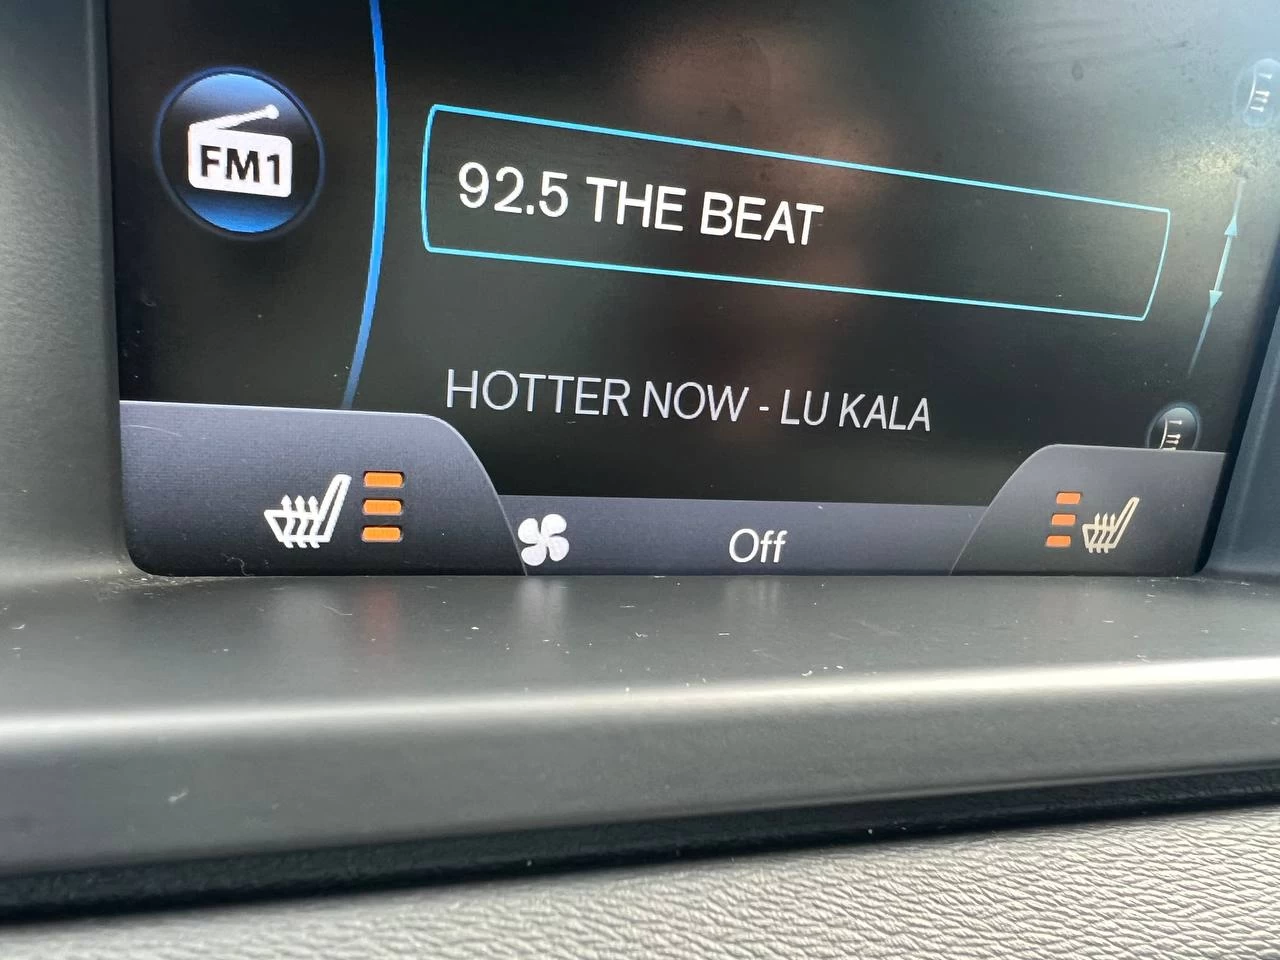 FM1
92.5 THE BEAT
HOTTER NOW - LU KALA
Off